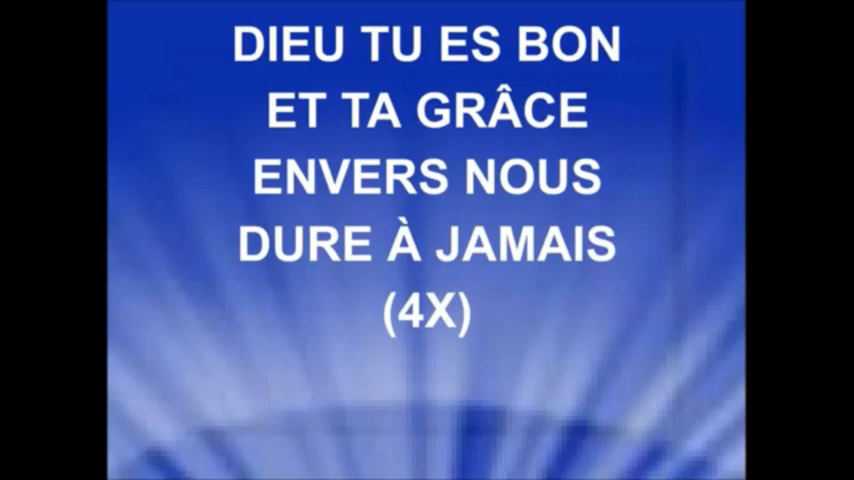 DIEU TU ES BON
ET TA GRÂCE
ENVERS NOUS
DURE À JAMAIS
(4X)